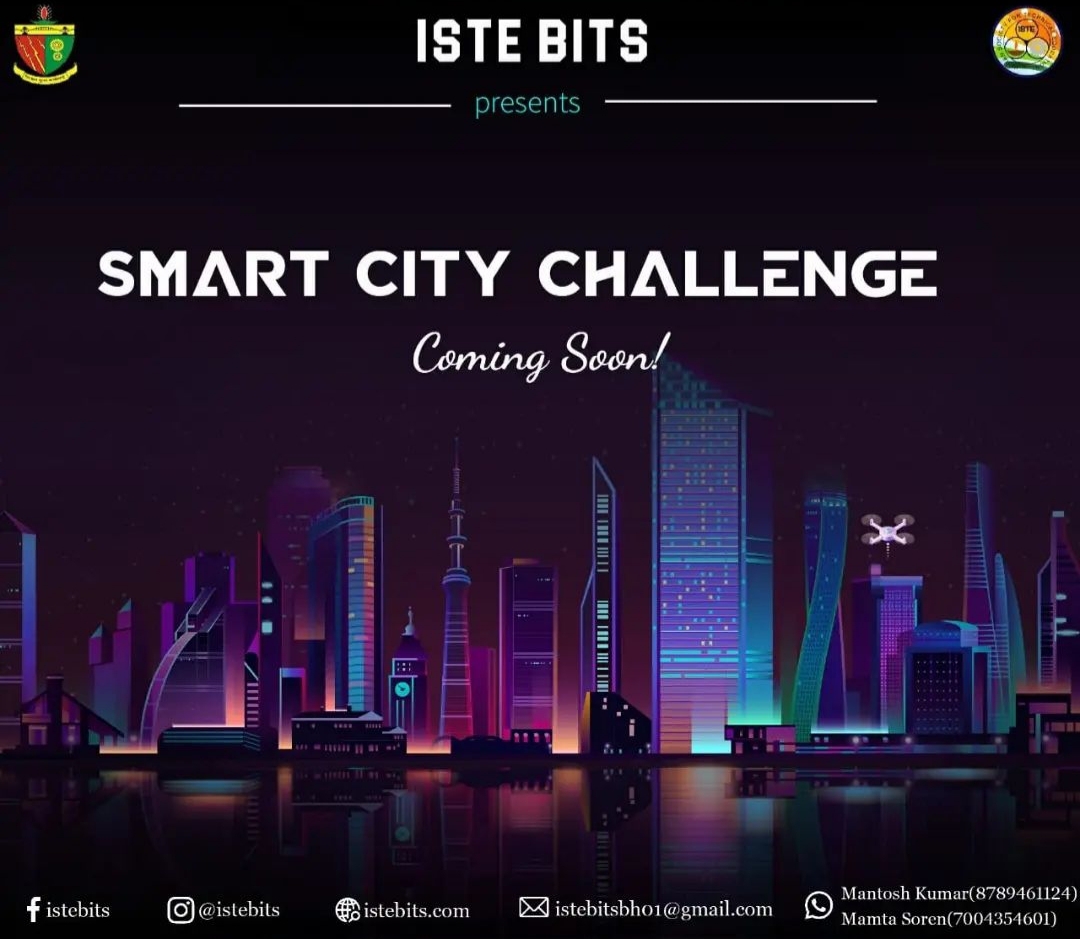 ISTE BITS
presents
SMART CITY CHALLENGE
Coming Soon!
istebits
@istebits
istebits.com
istebitsbh01@gmail.com
Mantosh Kumar(8789461124)
Mamta Soren(7004354601)
ISTE